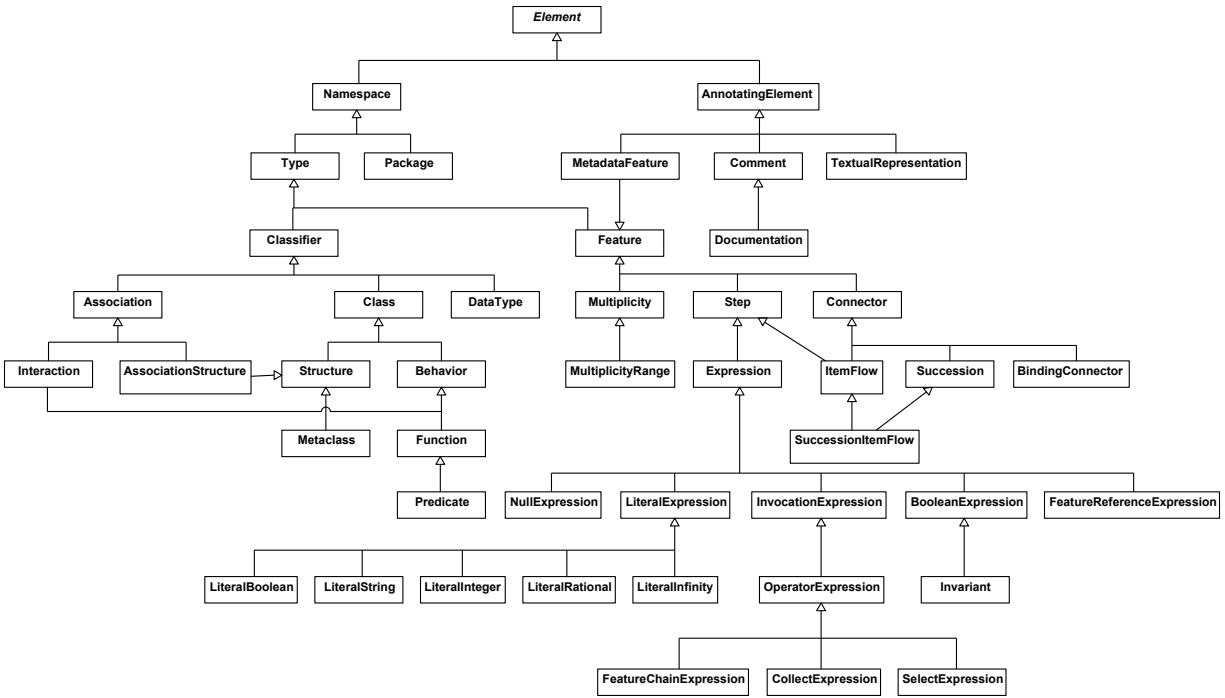 Element
Namespace
AnnotatingElement
Type
Package
MetadataFeature
Comment
TextualRepresentation
Classifier
Feature
Documentation
Association
Class
DataType
Multiplicity
Step
Connector
Interaction
AssociationStructure
Structure
Behavior
MultiplicityRange
Expression
ItemFlow
Succession
BindingConnector
Metaclass
Function
SuccessionItemFlow
Predicate
NullExpression
LiteralExpression
InvocationExpression
BooleanExpression
FeatureReferenceExpression
LiteralBoolean
LiteralString
LiteralInteger
LiteralRational
LiteralInfinity
OperatorExpression
Invariant
FeatureChainExpression
CollectExpression
SelectExpression